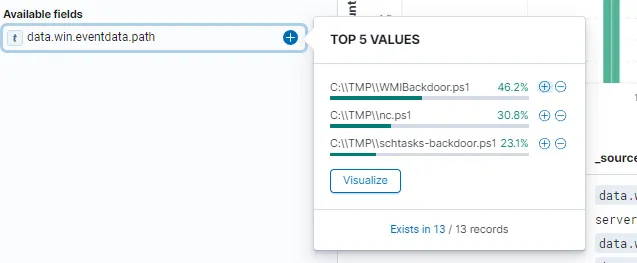 Available fields
t data.win.eventdata.path
TOP 5 VALUES
C:\\TMP\\WMIBackdoor.ps1 46.2%
C:\\TMP\\nc.ps1 30.8%
C:\\TMP\\schtasks-backdoor.ps1 23.1%
Visualize
Exists in 13 / 13 records
_source
data.w
server
data.w